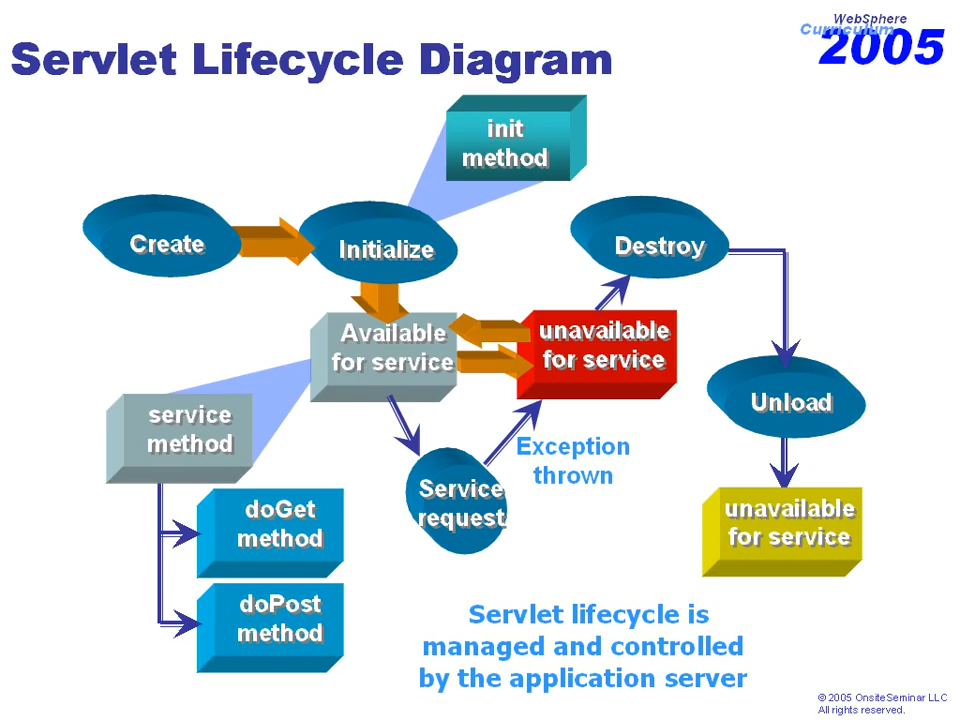 WebSphere
Curriculum
2005
Servlet Lifecycle Diagram
init
method
Create
Initialize
Destroy
Available
for service
unavailable
for service
service
method
Unload
Exception
thrown
Service
request
doGet
method
unavailable
for service
doPost
method
Servlet lifecycle is
managed and controlled
by the application server
© 2005 OnsiteSeminar LLC
All rights reserved.